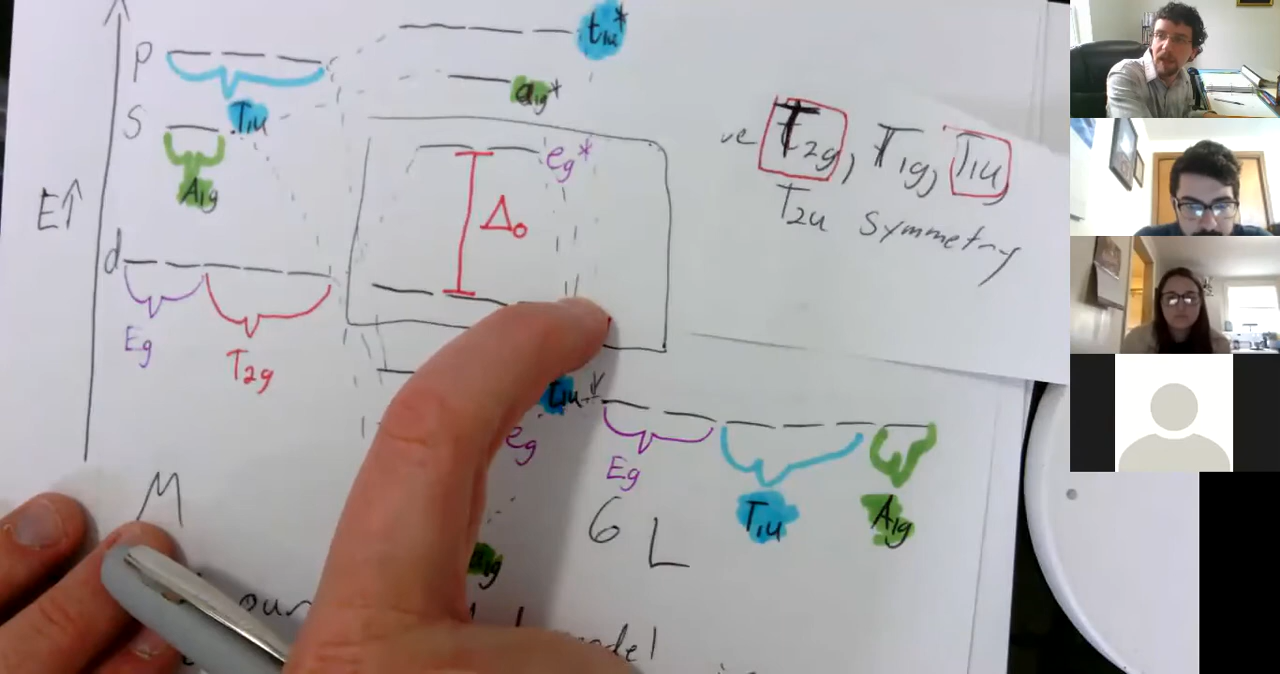 t1u*
P
a1g*
T1u
S
eg*
A1g
E↑
Δo
T2g, T1g, T1u,
T2u symmetry
d
Eg
T2g
t1u*
eg
Eg
T1u
A1g
M
6 L
a1g
our